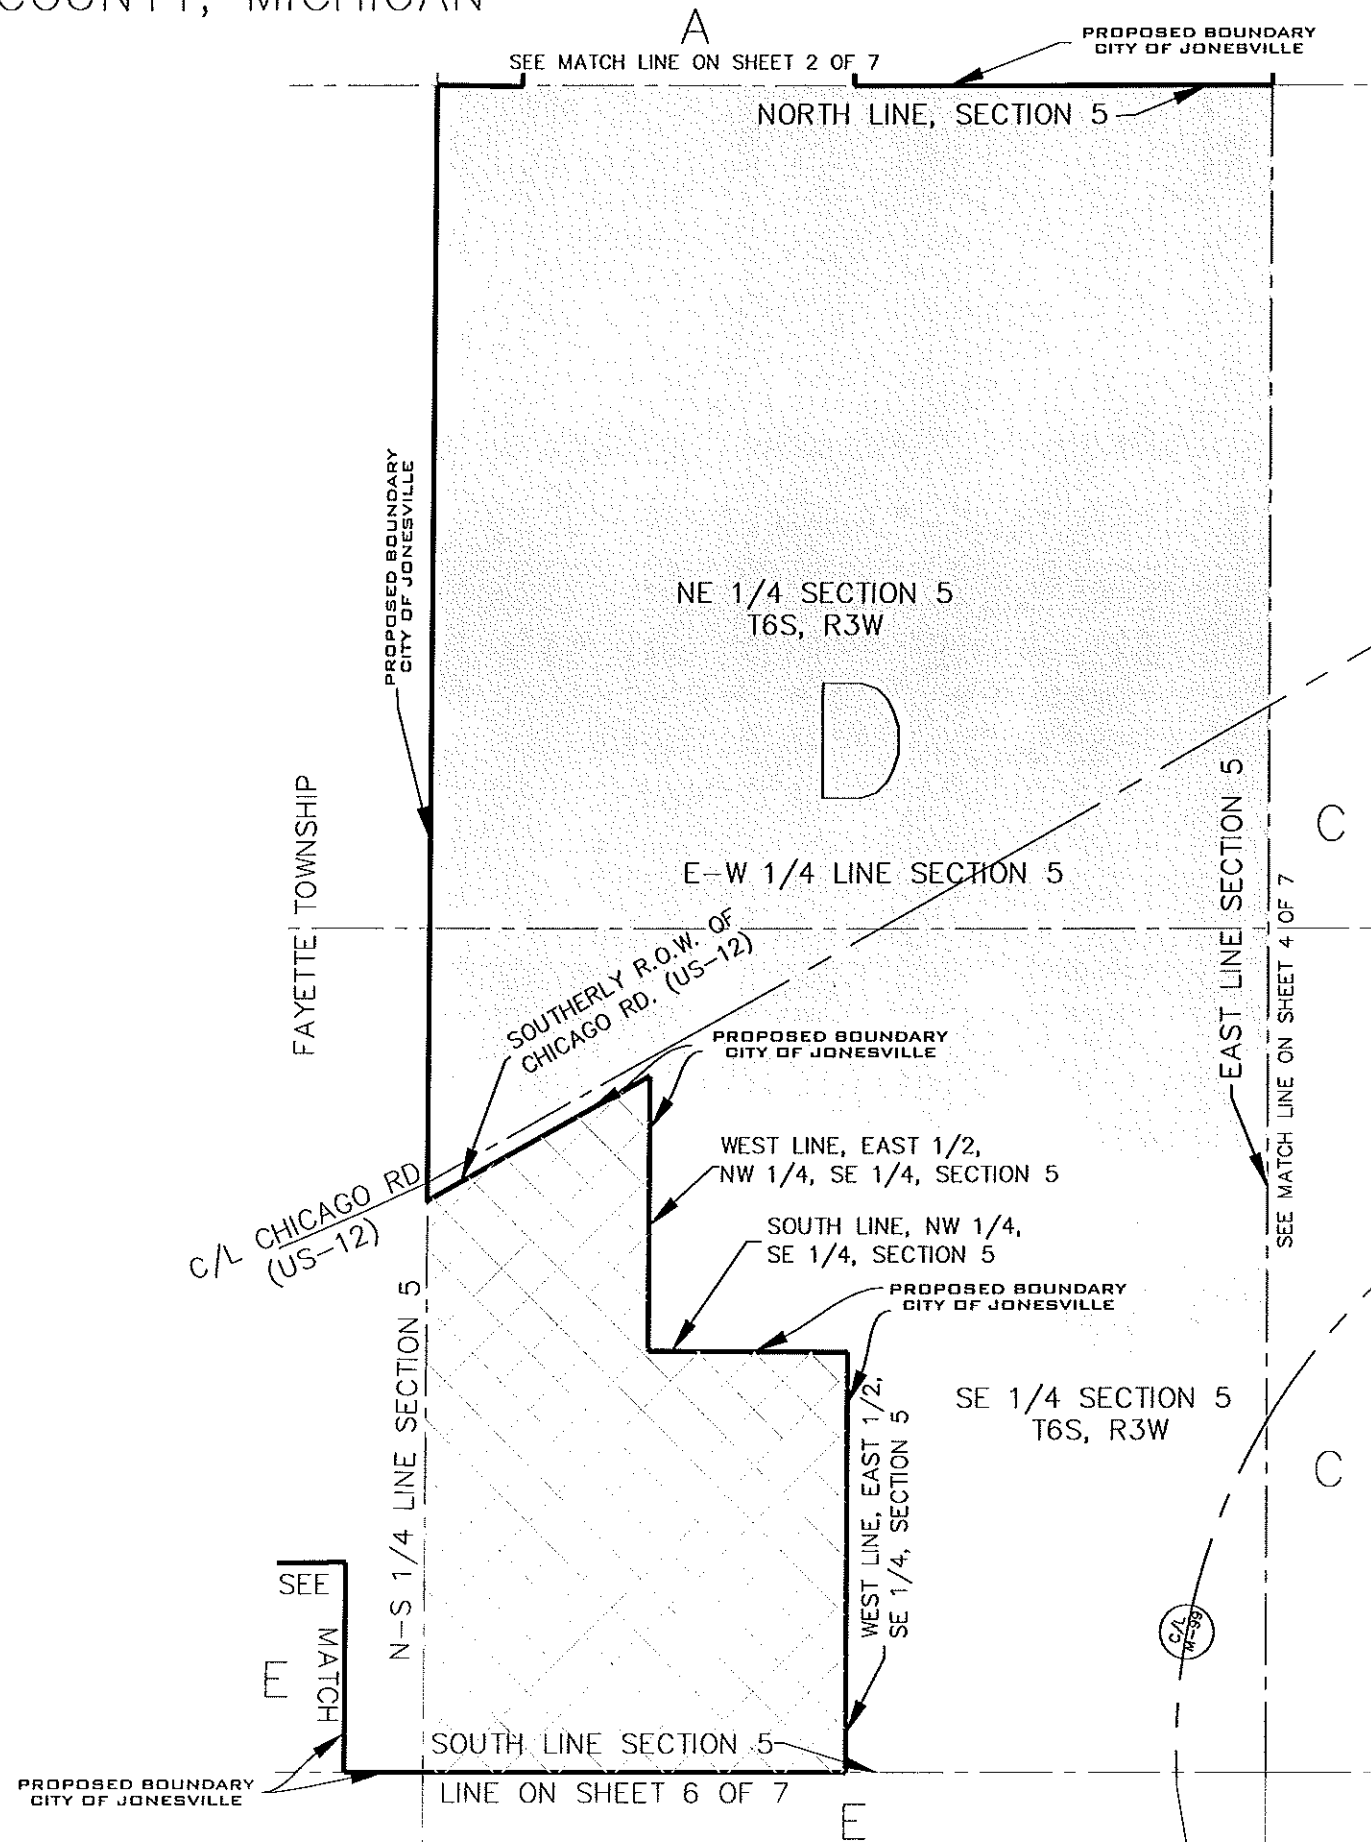 COUNTY, MICHIGAN
A
SEE MATCH LINE ON SHEET 2 OF 7
PROPOSED BOUNDARY
CITY OF JONESVILLE
NORTH LINE, SECTION 5
PROPOSED BOUNDARY
CITY OF JONESVILLE
NE 1/4 SECTION 5
T6S, R3W
D
FAYETTE TOWNSHIP
EAST LINE SECTION 5
C
E-W 1/4 LINE SECTION 5
SEE MATCH LINE ON SHEET 4 OF 7
SOUTHERLY R.O.W. OF
CHICAGO RD. (US-12)
PROPOSED BOUNDARY
CITY OF JONESVILLE
WEST LINE, EAST 1/2,
NW 1/4, SE 1/4, SECTION 5
C/L CHICAGO RD
(US-12)
SOUTH LINE, NW 1/4,
SE 1/4, SECTION 5
PROPOSED BOUNDARY
CITY OF JONESVILLE
N-S 1/4 LINE SECTION 5
WEST LINE, EAST 1/2,
SE 1/4, SECTION 5
SE 1/4 SECTION 5
T6S, R3W
C
SEE
MATCH
E
C/L
M-99
SOUTH LINE SECTION 5
LINE ON SHEET 6 OF 7
PROPOSED BOUNDARY
CITY OF JONESVILLE
E